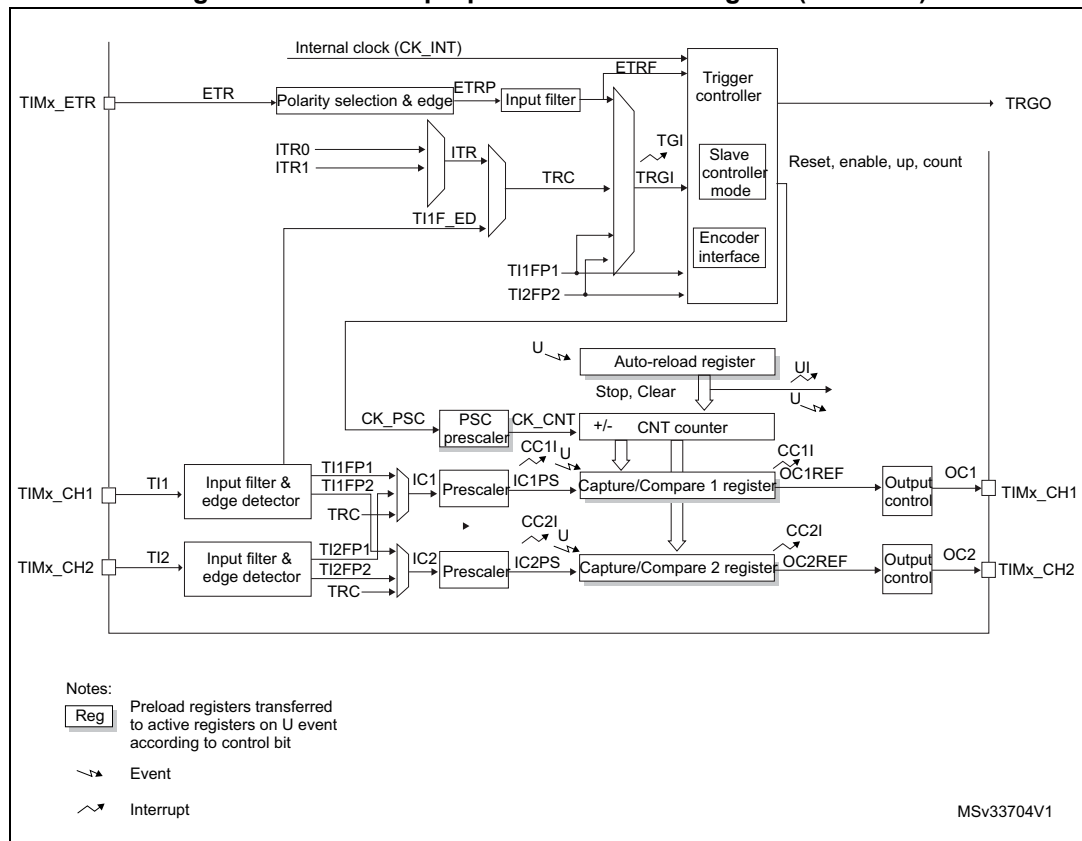 Internal clock (CK_INT)
ETRF
Trigger
controller
TIMx_ETR
ETR
Polarity selection & edge
ETRP
Input filter
TRGO
ITR0
ITR1
ITR
TGI
TRC
TRGI
Slave
controller
mode
Reset, enable, up, count
TI1F_ED
Encoder
interface
TI1FP1
TI2FP2
U
Auto-reload register
UI
Stop, Clear
U
CK_PSC
PSC
prescaler
CK_CNT
+/-
CNT counter
TIMx_CH1
TI1
Input filter &
edge detector
TI1FP1
TI1FP2
TRC
IC1
Prescaler
CC1I
U
IC1PS
Capture/Compare 1 register
CC1I
OC1REF
Output
control
OC1
TIMx_CH1
TIMx_CH2
TI2
Input filter &
edge detector
TI2FP1
TI2FP2
TRC
IC2
Prescaler
CC2I
U
IC2PS
Capture/Compare 2 register
CC2I
OC2REF
Output
control
OC2
TIMx_CH2
Notes:
Reg
Preload registers transferred
to active registers on U event
according to control bit
Event
Interrupt
MSv33704V1